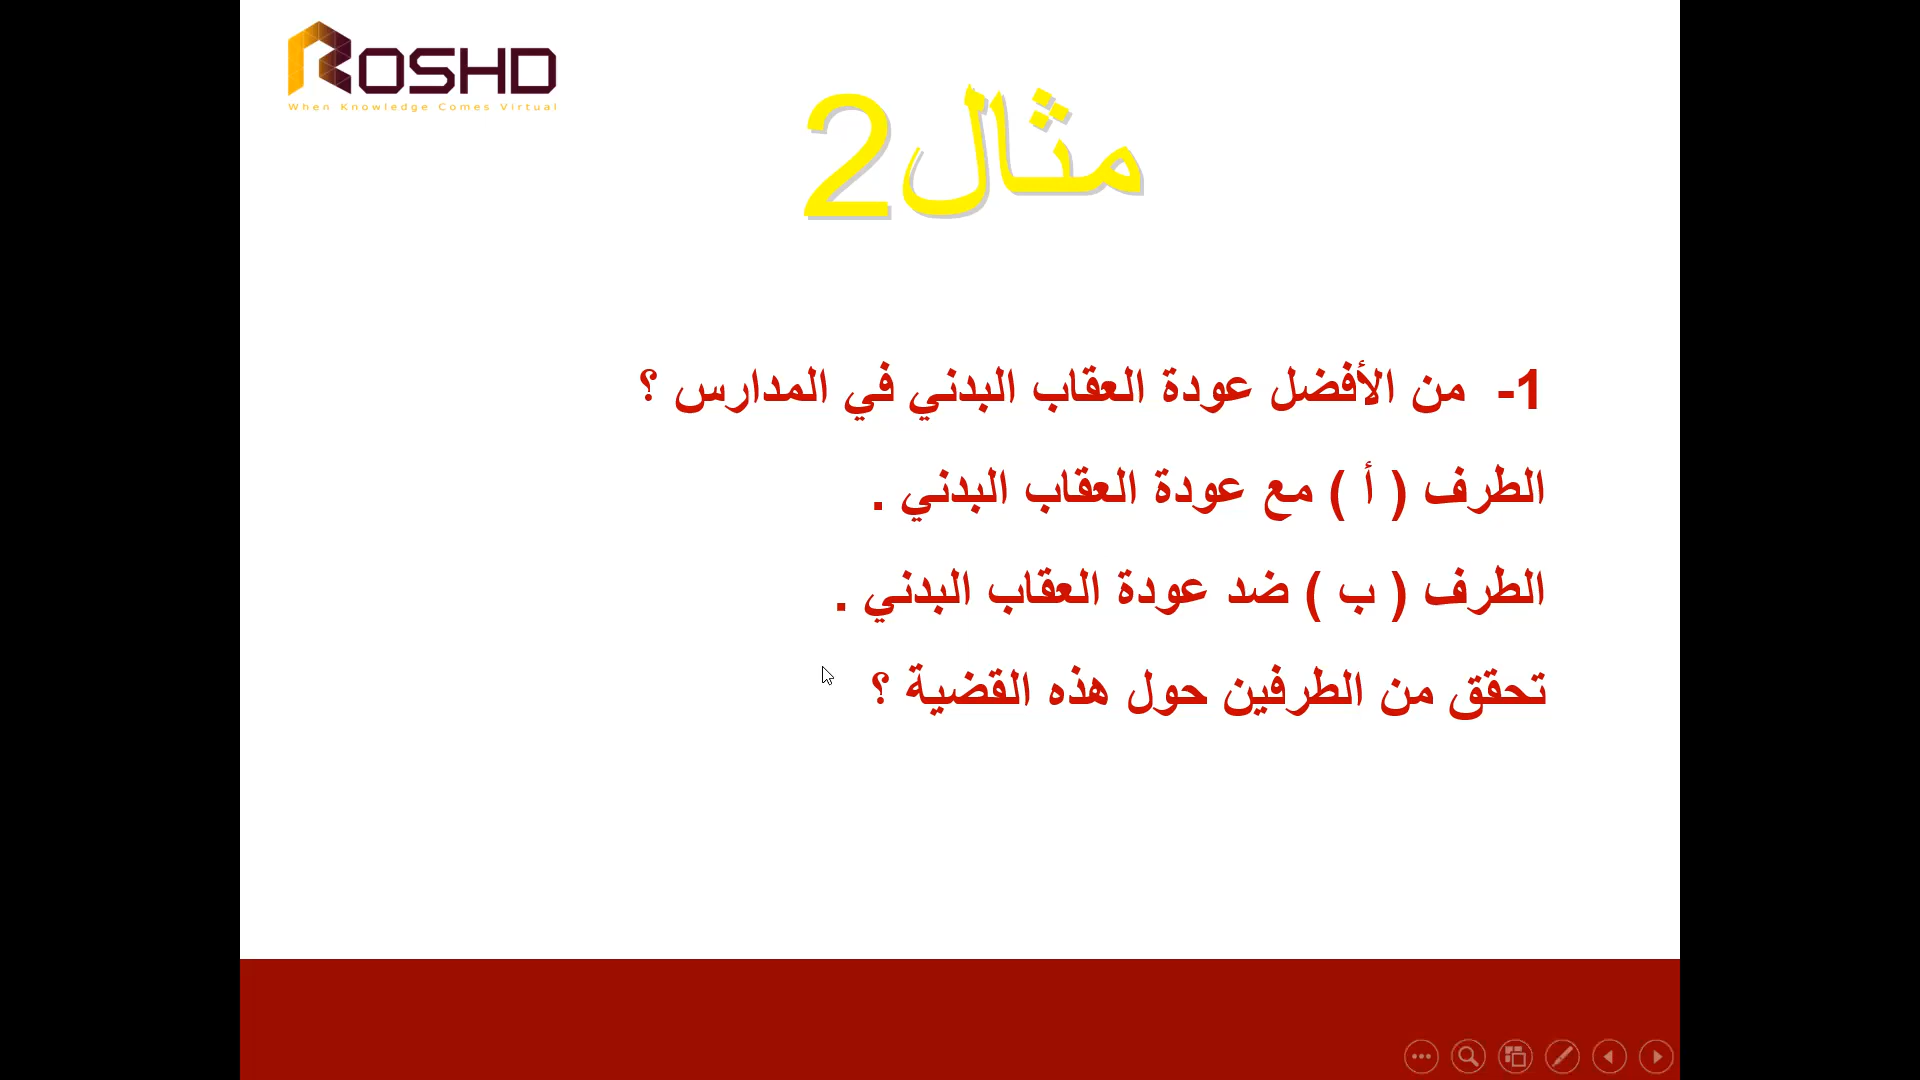 ROSHD
When Knowledge Comes Virtual
مثال2
1- من الأفضل عودة العقاب البدني في المدارس ؟
الطرف ( أ ) مع عودة العقاب البدني .
الطرف ( ب ) ضد عودة العقاب البدني .
تحقق من الطرفين حول هذه القضية ؟